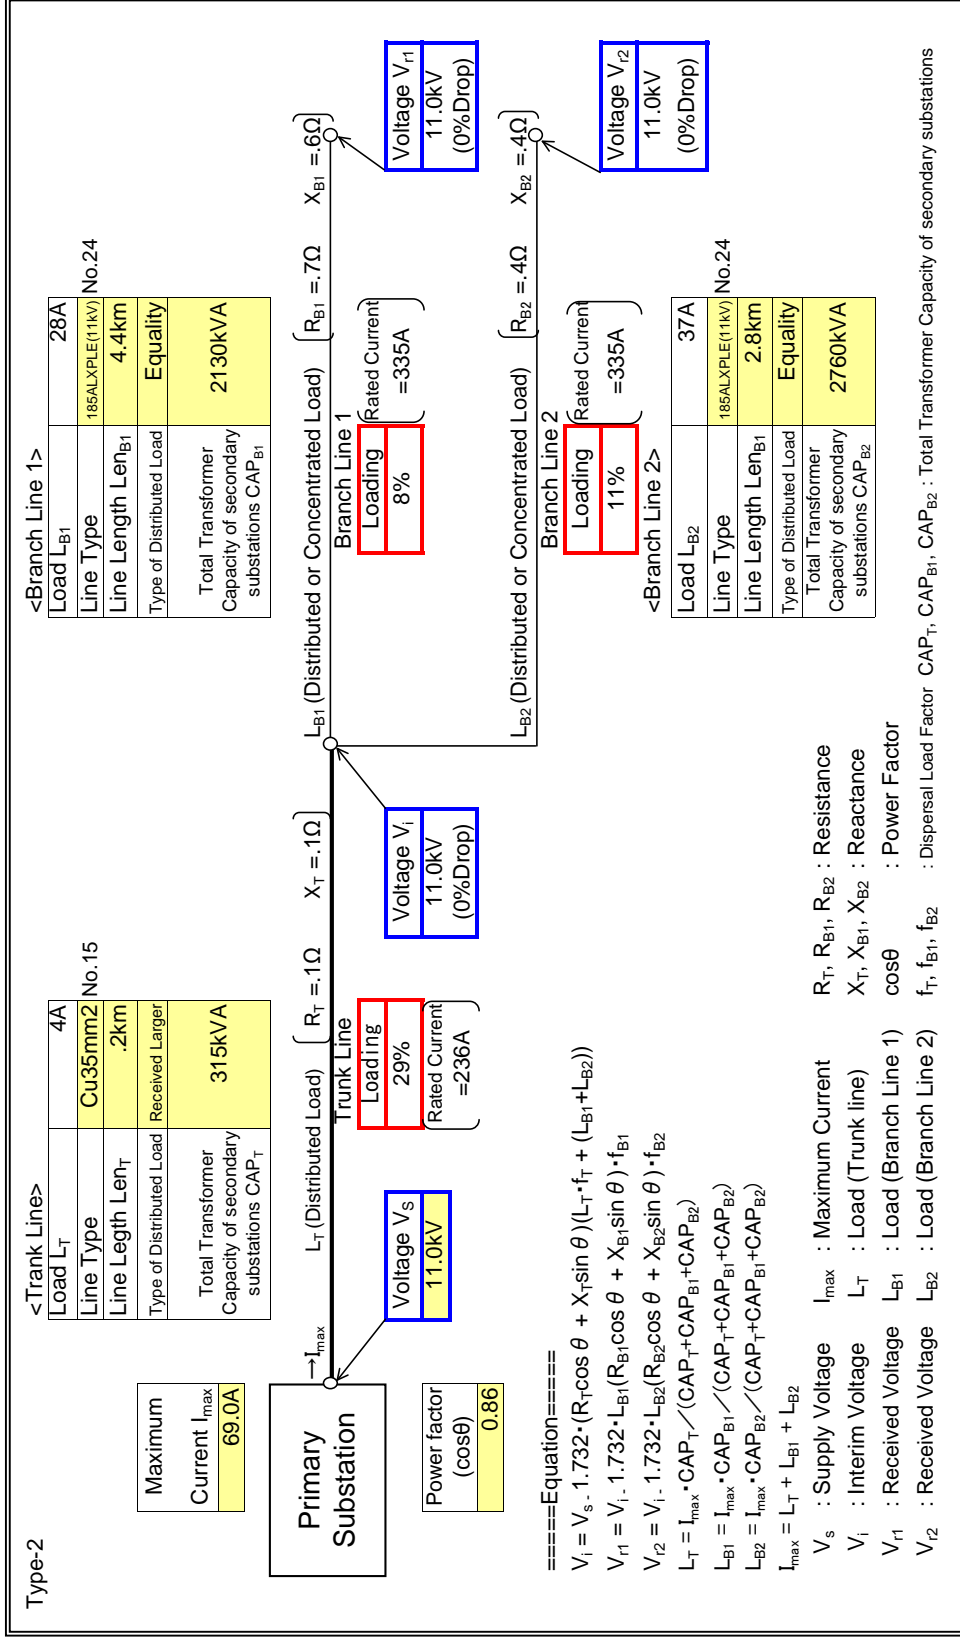 Type-2
<Trank Line>
Load LT 4A
Line Type Cu35mm2 No.15
Line Legth LenT .2km
Type of Distributed Load Received Larger
Total Transformer
Capacity of secondary
substations CAPT
315kVA
<Branch Line 1>
Load LB1 28A
Line Type 185ALXPLE(11kV) No.24
Line Length LenB1 4.4km
Type of Distributed Load Equality
Total Transformer
Capacity of secondary
substations CAPB1
2130kVA
Maximum
Current Imax
69.0A
Primary
Substation
→Imax
LT (Distributed Load)
RT =.1Ω XT =.1Ω
LB1 (Distributed or Concentrated Load)
RB1 =.7Ω XB1 =.6Ω
Trunk Line
Loading
29%
Rated Current
=236A
Branch Line 1
Loading
8%
Rated Current
=335A
Voltage VS
11.0kV
Voltage Vi
11.0kV
(0%Drop)
Voltage Vr1
11.0kV
(0%Drop)
Power factor
(cosθ)
0.86
LB2 (Distributed or Concentrated Load)
RB2 =.4Ω XB2 =.4Ω
Branch Line 2
Loading
11%
Rated Current
=335A
Voltage Vr2
11.0kV
(0%Drop)
<Branch Line 2>
Load LB2 37A
Line Type 185ALXPLE(11kV) No.24
Line Length LenB1 2.8km
Type of Distributed Load Equality
Total Transformer
Capacity of secondary
substations CAPB2
2760kVA
=====Equation=====
Vi = Vs - 1.732・(RTcos θ + XTsin θ)(LT・fT + (LB1+LB2))
Vr1 = Vi - 1.732・LB1(RB1cos θ + XB1sin θ)・fB1
Vr2 = Vi - 1.732・LB2(RB2cos θ + XB2sin θ)・fB2
LT = Imax・CAPT／(CAPT+CAPB1+CAPB2)
LB1 = Imax・CAPB1／(CAPT+CAPB1+CAPB2)
LB2 = Imax・CAPB2／(CAPT+CAPB1+CAPB2)
Imax = LT + LB1 + LB2
Vs : Supply Voltage Imax : Maximum Current RT, RB1, RB2 : Resistance
Vi : Interim Voltage LT : Load (Trunk line) XT, XB1, XB2 : Reactance
Vr1 : Received Voltage LB1 : Load (Branch Line 1) cosθ : Power Factor
Vr2 : Received Voltage LB2 : Load (Branch Line 2) fT, fB1, fB2 : Dispersal Load Factor CAPT, CAPB1, CAPB2 : Total Transformer Capacity of secondary substations